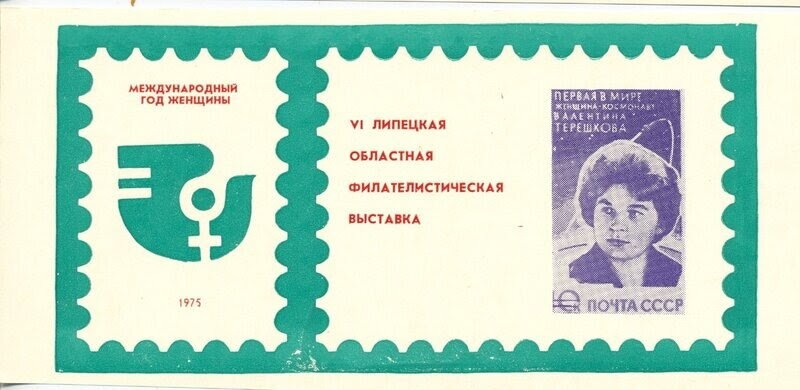 МЕЖДУНАРОДНЫЙ
ГОД ЖЕНЩИНЫ
1975
VI ЛИПЕЦКАЯ
ОБЛАСТНАЯ
ФИЛАТЕЛИСТИЧЕСКАЯ
ВЫСТАВКА
ПЕРВАЯ В МИРЕ
ЖЕНЩИНА-КОСМОНАВТ
ВАЛЕНТИНА
ТЕРЕШКОВА
ПОЧТА СССР